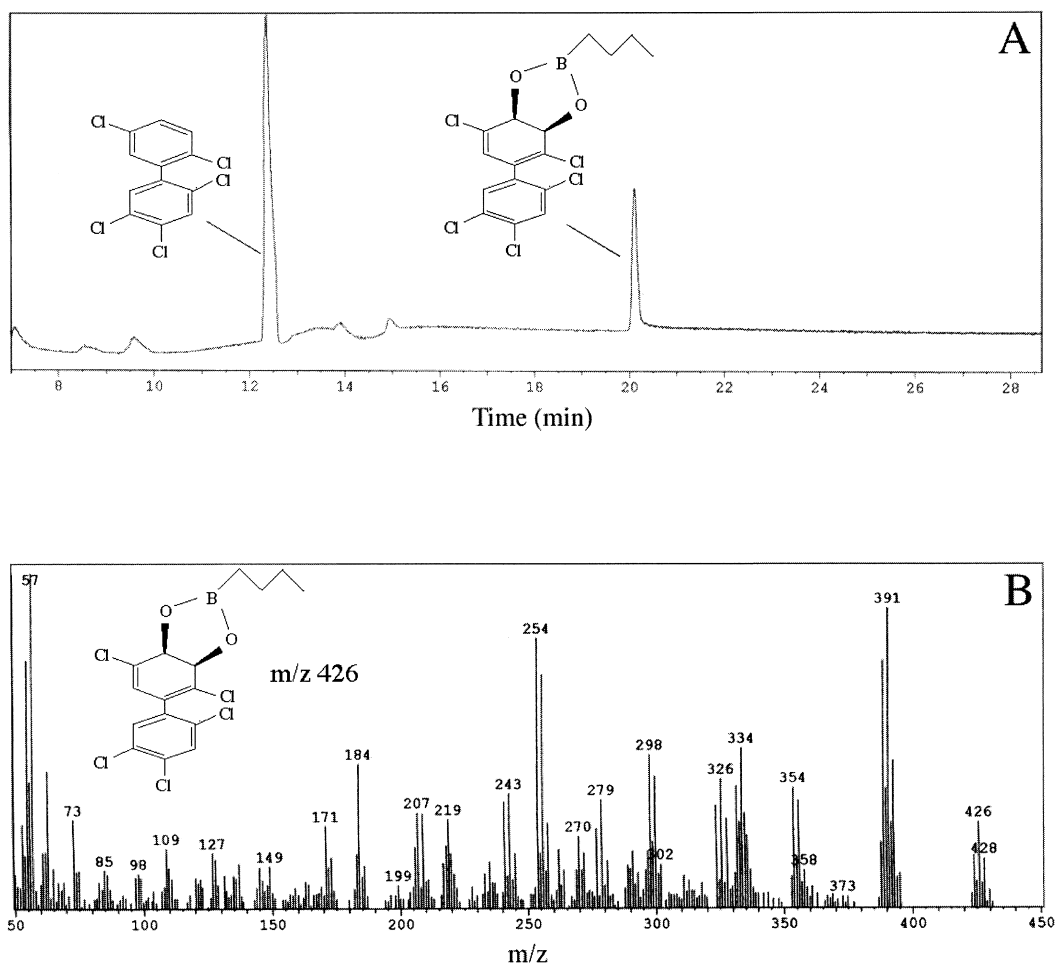 A
B
O
O
Cl
Cl
Cl
Cl
Cl
Cl
Cl
Cl
Cl
Cl
8 10 12 14 16 18 20 22 24 26 28
Time (min)
B
57
B
O
O
391
254
Cl
m/z 426
Cl
Cl
Cl
Cl
334
298
184
326
354
279
243
73
171
207
219
426
270
109
127
428
302
358
85
98
149
199
373
50 100 150 200 250 300 350 400 450
m/z